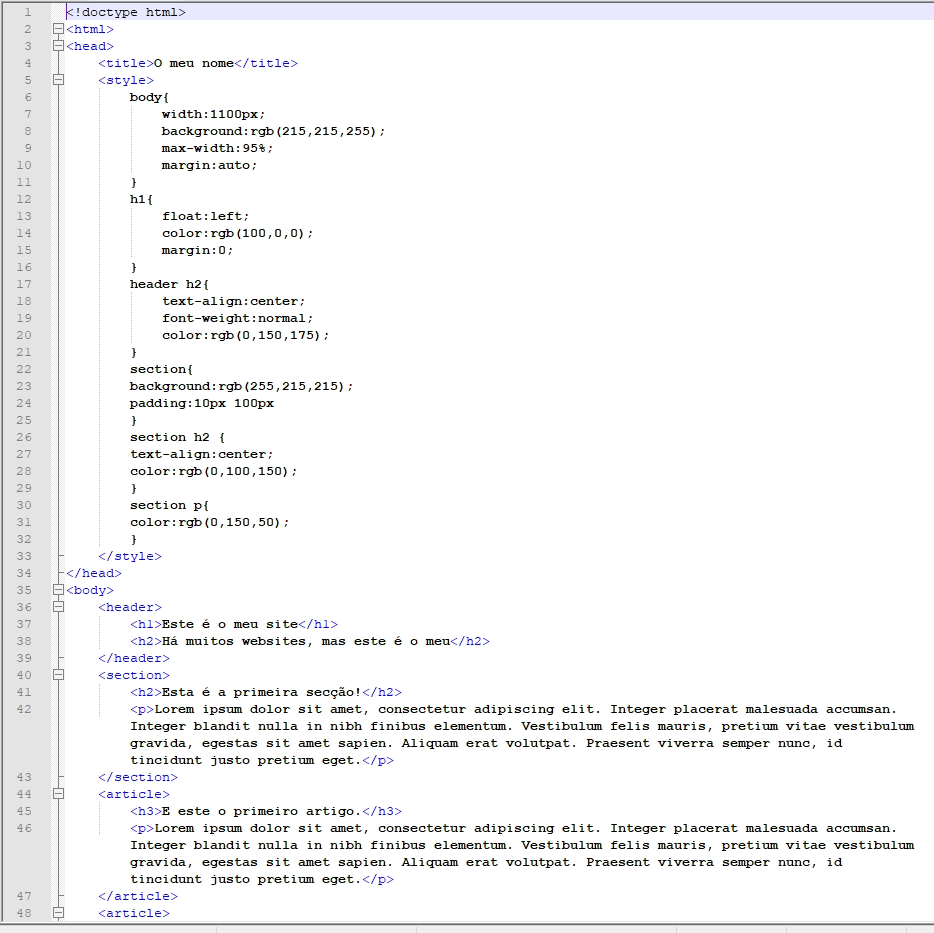 1 <!doctype html>
2 <html>
3 <head>
4 <title>O meu nome</title>
5 <style>
6 body{
7 width:1100px;
8 background:rgb(215,215,255);
9 max-width:95%;
10 margin:auto;
11 }
12 h1{
13 float:left;
14 color:rgb(100,0,0);
15 margin:0;
16 }
17 header h2{
18 text-align:center;
19 font-weight:normal;
20 color:rgb(0,150,175);
21 }
22 section{
23 background:rgb(255,215,215);
24 padding:10px 100px
25 }
26 section h2 {
27 text-align:center;
28 color:rgb(0,100,150);
29 }
30 section p{
31 color:rgb(0,150,50);
32 }
33 </style>
34 </head>
35 <body>
36 <header>
37 <h1>Este é o meu site</h1>
38 <h2>Há muitos websites, mas este é o meu</h2>
39 </header>
40 <section>
41 <h2>Esta é a primeira secção!</h2>
42 <p>Lorem ipsum dolor sit amet, consectetur adipiscing elit. Integer placerat malesuada accumsan.
Integer blandit nulla in nibh finibus elementum. Vestibulum felis mauris, pretium vitae vestibulum
gravida, egestas sit amet sapien. Aliquam erat volutpat. Praesent viverra semper nunc, id
tincidunt justo pretium eget.</p>
43 </section>
44 <article>
45 <h3>E este o primeiro artigo.</h3>
46 <p>Lorem ipsum dolor sit amet, consectetur adipiscing elit. Integer placerat malesuada accumsan.
Integer blandit nulla in nibh finibus elementum. Vestibulum felis mauris, pretium vitae vestibulum
gravida, egestas sit amet sapien. Aliquam erat volutpat. Praesent viverra semper nunc, id
tincidunt justo pretium eget.</p>
47 </article>
48 <article>